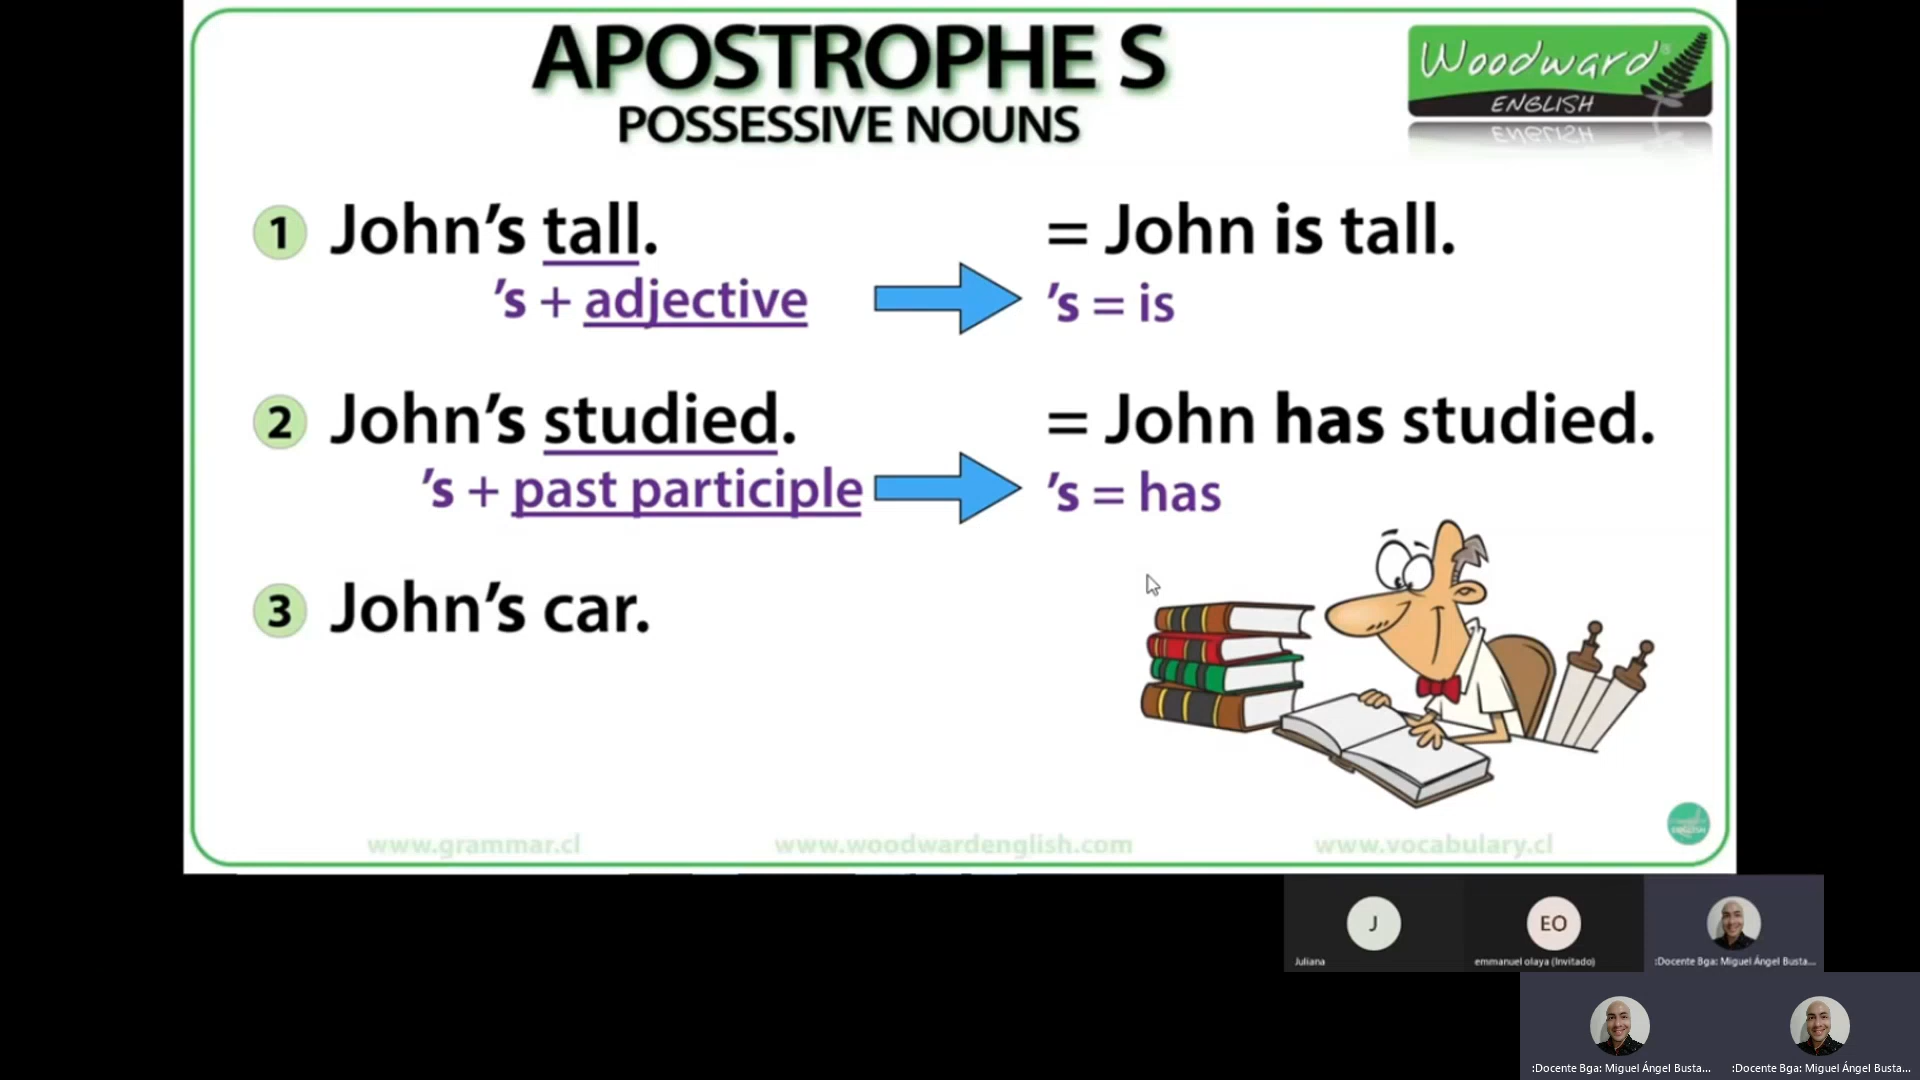 APOSTROPHE S
POSSESSIVE NOUNS
Woodward®
ENGLISH
1 John’s tall. = John is tall.
’s + adjective ’s = is
2 John’s studied. = John has studied.
’s + past participle ’s = has
3 John’s car.
www.grammar.cl www.woodwardenglish.com www.vocabulary.cl
J EO
Juliana emmanuel olaya (Invitado) :Docente Bga: Miguel Ángel Busta...
:Docente Bga: Miguel Ángel Busta... :Docente Bga: Miguel Ángel Busta...